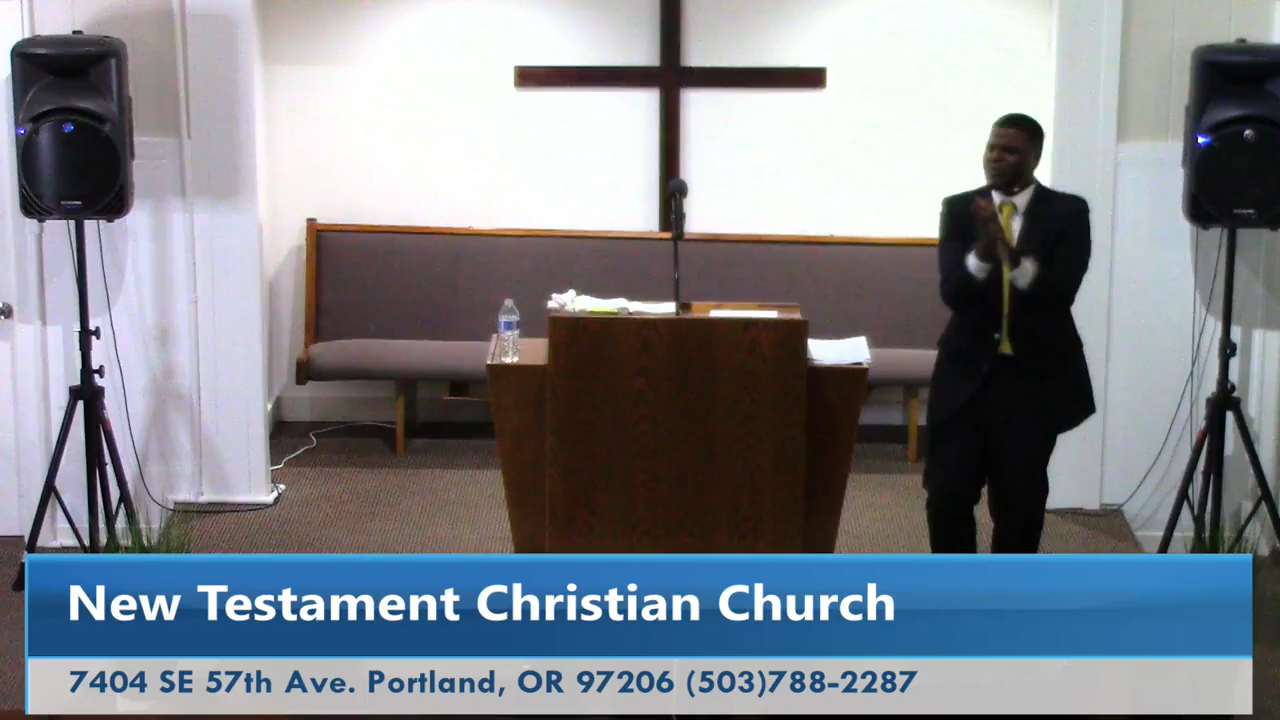 New Testament Christian Church
7404 SE 57th Ave. Portland, OR 97206 (503)788-2287